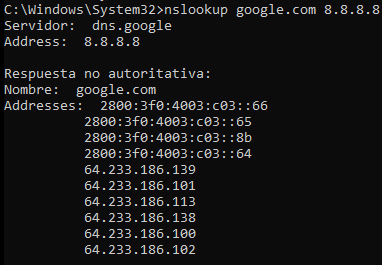 C:\Windows\System32>nslookup google.com 8.8.8.8
Servidor:  dns.google
Address:  8.8.8.8

Respuesta no autoritativa:
Nombre:  google.com
Addresses:  2800:3f0:4003:c03::66
          2800:3f0:4003:c03::65
          2800:3f0:4003:c03::8b
          2800:3f0:4003:c03::64
          64.233.186.139
          64.233.186.101
          64.233.186.113
          64.233.186.138
          64.233.186.100
          64.233.186.102